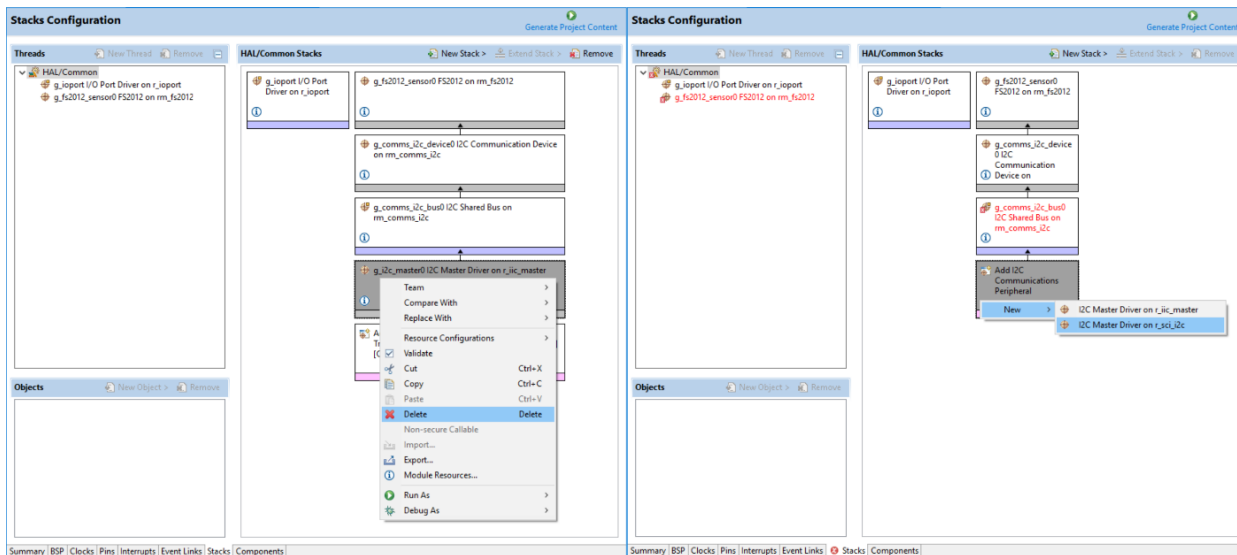 Stacks Configuration
Generate Project Content
Threads
New Thread
Remove
HAL/Common Stacks
New Stack >
Extend Stack >
Remove
HAL/Common
g_ioport I/O Port Driver on r_ioport
g_fs2012_sensor0 FS2012 on rm_fs2012
g_ioport I/O Port
Driver on r_ioport
g_fs2012_sensor0 FS2012 on rm_fs2012
g_comms_i2c_device0 I2C Communication Device
on rm_comms_i2c
g_comms_i2c_bus0 I2C Shared Bus on
rm_comms_i2c
g_i2c_master0 I2C Master Driver on r_iic_master
Team
Compare With
Replace With
Resource Configurations
Validate
Cut Ctrl+X
Copy Ctrl+C
Paste Ctrl+V
Delete Delete
Non-secure Callable
Import...
Export...
Module Resources...
Run As
Debug As
Objects
New Object >
Remove
Summary BSP Clocks Pins Interrupts Event Links Stacks Components
Stacks Configuration
Generate Project Content
Threads
New Thread
Remove
HAL/Common Stacks
New Stack >
Extend Stack >
Remove
HAL/Common
g_ioport I/O Port Driver on r_ioport
g_fs2012_sensor0 FS2012 on rm_fs2012
g_ioport I/O Port
Driver on r_ioport
g_fs2012_sensor0
FS2012 on rm_fs2012
g_comms_i2c_device
0 I2C
Communication
Device on
g_comms_i2c_bus0
I2C Shared Bus on
rm_comms_i2c
Add I2C
Communications
Peripheral
New >
I2C Master Driver on r_iic_master
I2C Master Driver on r_sci_i2c
Objects
New Object >
Remove
Summary BSP Clocks Pins Interrupts Event Links Stacks Components